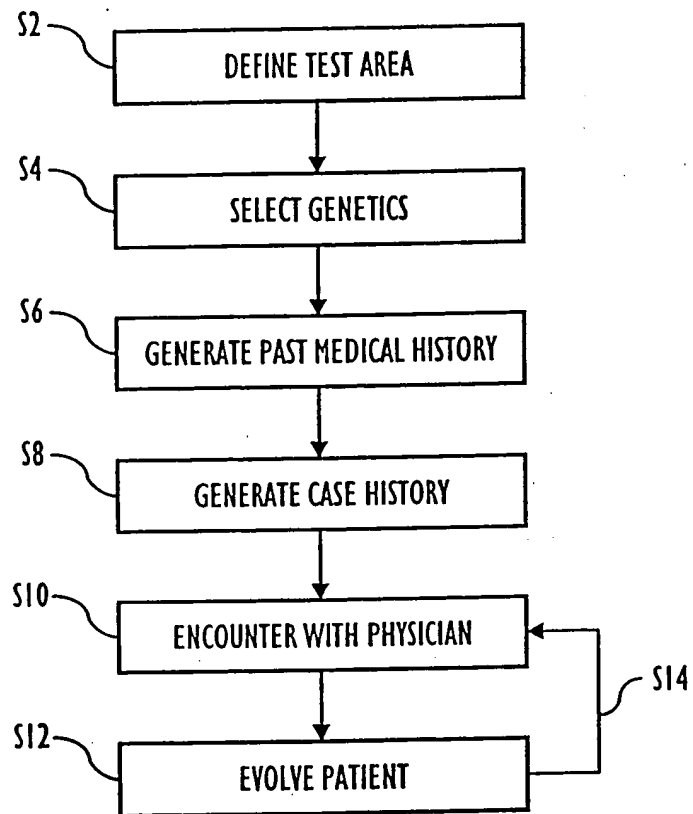 S2
DEFINE TEST AREA
S4
SELECT GENETICS
S6
GENERATE PAST MEDICAL HISTORY
S8
GENERATE CASE HISTORY
S10
ENCOUNTER WITH PHYSICIAN
S14
S12
EVOLVE PATIENT